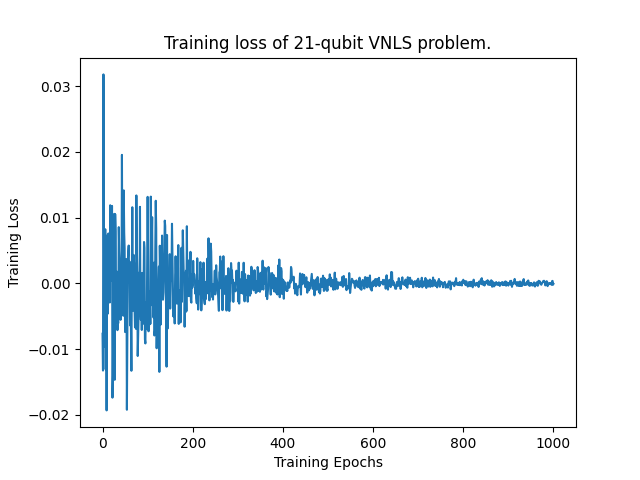 Training loss of 21-qubit VNLS problem.
0.03
0.02
0.01
0.00
−0.01
−0.02
Training Loss
0 200 400 600 800 1000
Training Epochs